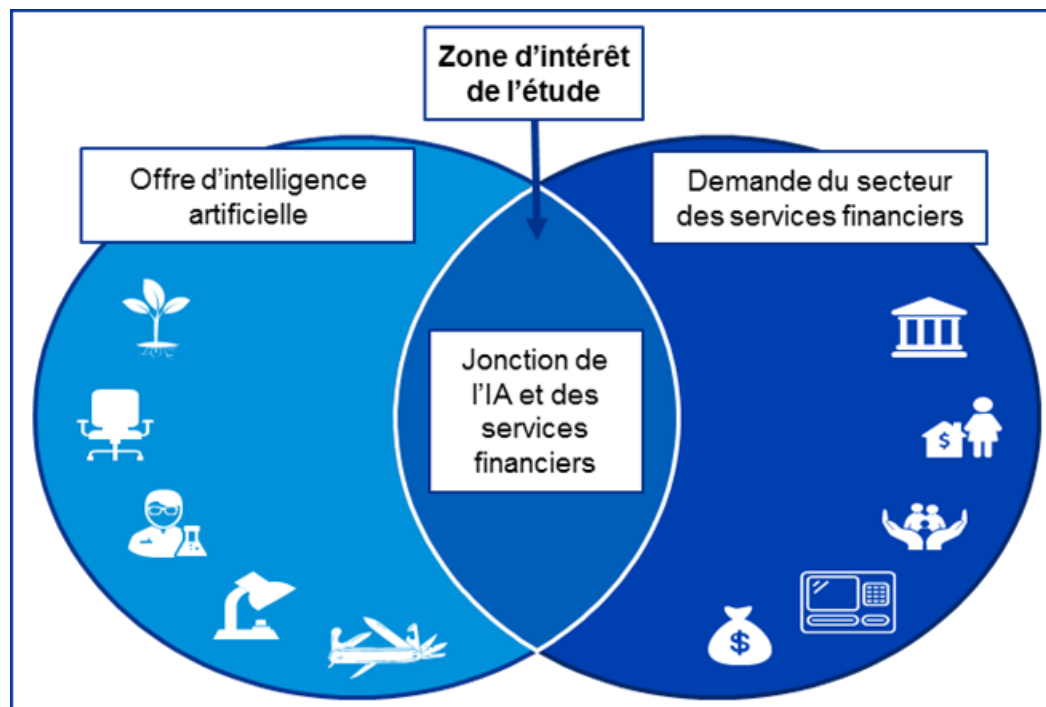 Zone d’intérêt
de l’étude
Offre d’intelligence
artificielle
Demande du secteur
des services financiers
Jonction de
l’IA et des
services
financiers
$
$